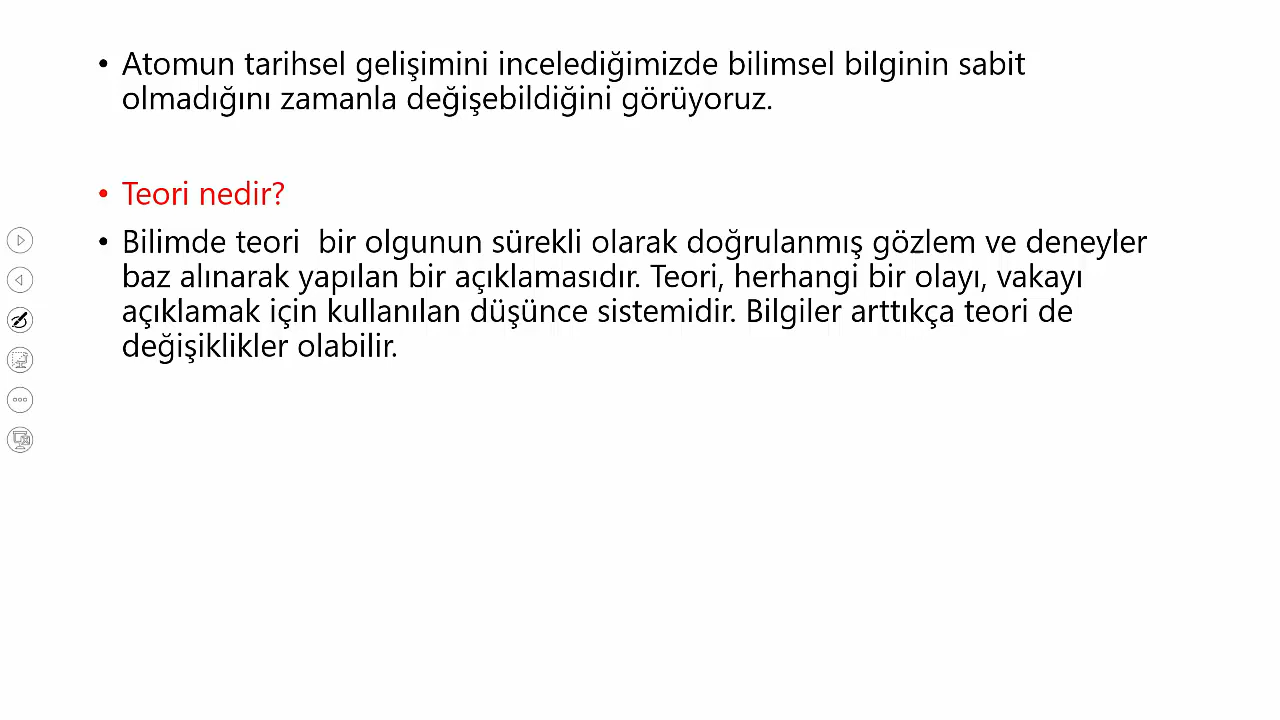 • Atomun tarihsel gelişimini incelediğimizde bilimsel bilginin sabit
olmadığını zamanla değişebildiğini görüyoruz.
• Teori nedir?
• Bilimde teori  bir olgunun sürekli olarak doğrulanmış gözlem ve deneyler
baz alınarak yapılan bir açıklamasıdır. Teori, herhangi bir olayı, vakayı
açıklamak için kullanılan düşünce sistemidir. Bilgiler arttıkça teori de
değişiklikler olabilir.